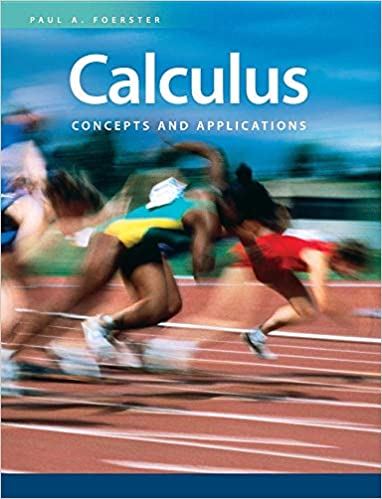 PAUL A. FOERSTER
Calculus
CONCEPTS AND APPLICATIONS